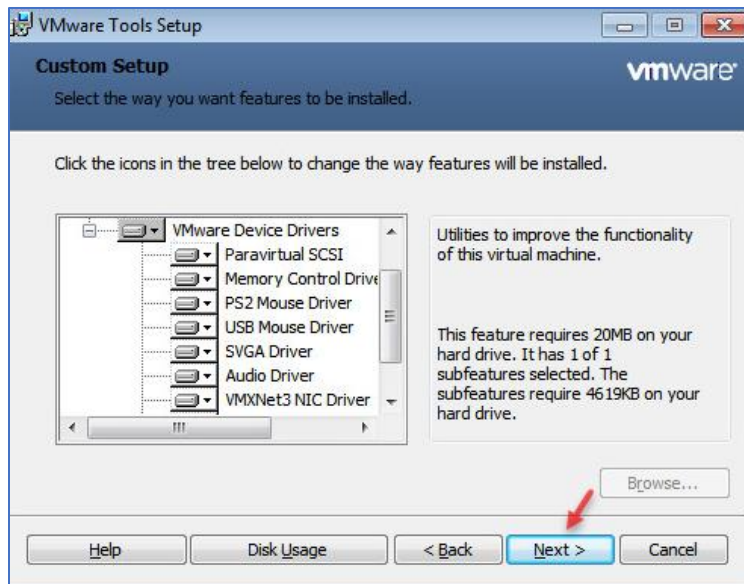 VMware Tools Setup
Custom Setup
vmware
Select the way you want features to be installed.
Click the icons in the tree below to change the way features will be installed.
VMware Device Drivers
Paravirtual SCSI
Memory Control Drive
PS2 Mouse Driver
USB Mouse Driver
SVGA Driver
Audio Driver
VMXNet3 NIC Driver
Utilities to improve the functionality
of this virtual machine.
This feature requires 20MB on your
hard drive. It has 1 of 1
subfeatures selected. The
subfeatures require 4619KB on your
hard drive.
Browse...
Help
Disk Usage
< Back
Next >
Cancel